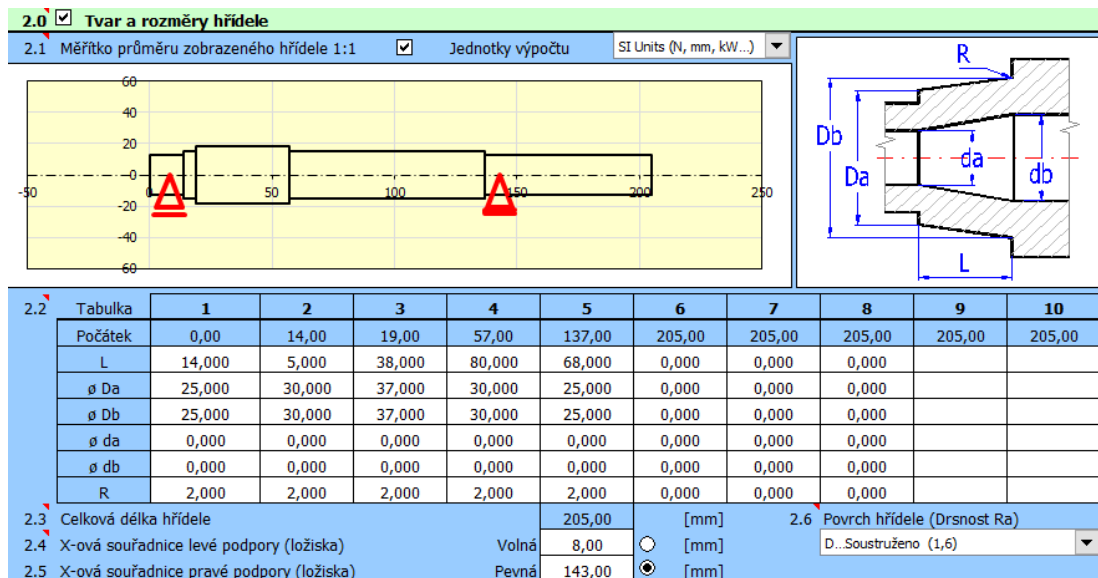 2.0 Tvar a rozměry hřídele
2.1 Měřítko průměru zobrazeného hřídele 1:1 Jednotky výpočtu SI Units (N, mm, kW...)
60
40
20
-0
-20
-40
60
-50 0 50 100 150 200 250
R
Db
Da
da
db
L
2.2 Tabulka 1 2 3 4 5 6 7 8 9 10
Počátek 0,00 14,00 19,00 57,00 137,00 205,00 205,00 205,00 205,00 205,00
L 14,000 5,000 38,000 80,000 68,000 0,000 0,000 0,000
ø Da 25,000 30,000 37,000 30,000 25,000 0,000 0,000 0,000
ø Db 25,000 30,000 37,000 30,000 25,000 0,000 0,000 0,000
ø da 0,000 0,000 0,000 0,000 0,000 0,000 0,000 0,000
ø db 0,000 0,000 0,000 0,000 0,000 0,000 0,000 0,000
R 2,000 2,000 2,000 2,000 2,000 0,000 0,000 0,000
2.3 Celková délka hřídele 205,00 [mm] 2.6 Povrch hřídele (Drsnost Ra)
2.4 X-ová souřadnice levé podpory (ložiska) Volná 8,00 [mm] D...Soustruženo (1,6)
2.5 X-ová souřadnice pravé podpory (ložiska) Pevná 143,00 [mm]